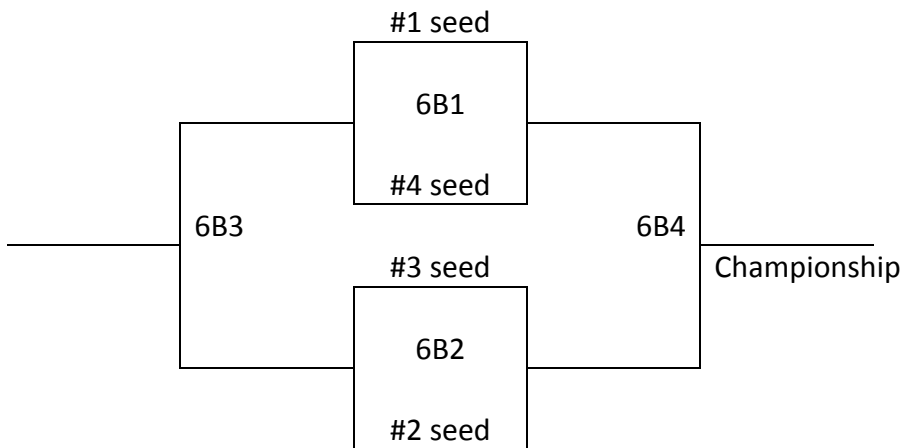 #1 seed
6B1
#4 seed
6B3
6B4
#3 seed
Championship
6B2
#2 seed